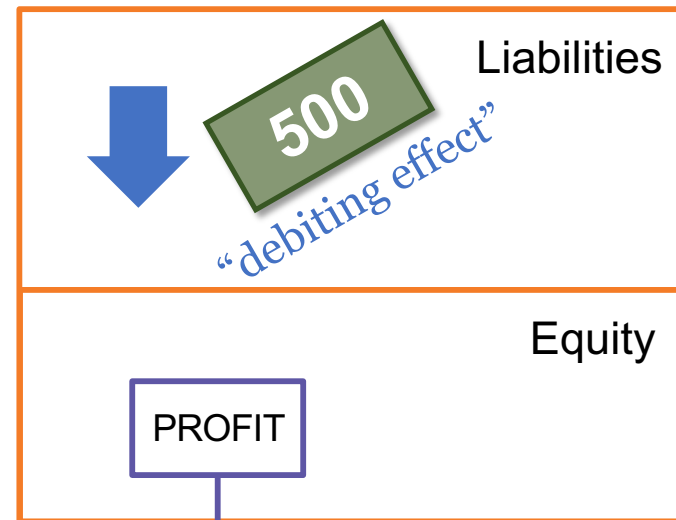 Liabilities
500
“debiting effect”
Equity
PROFIT